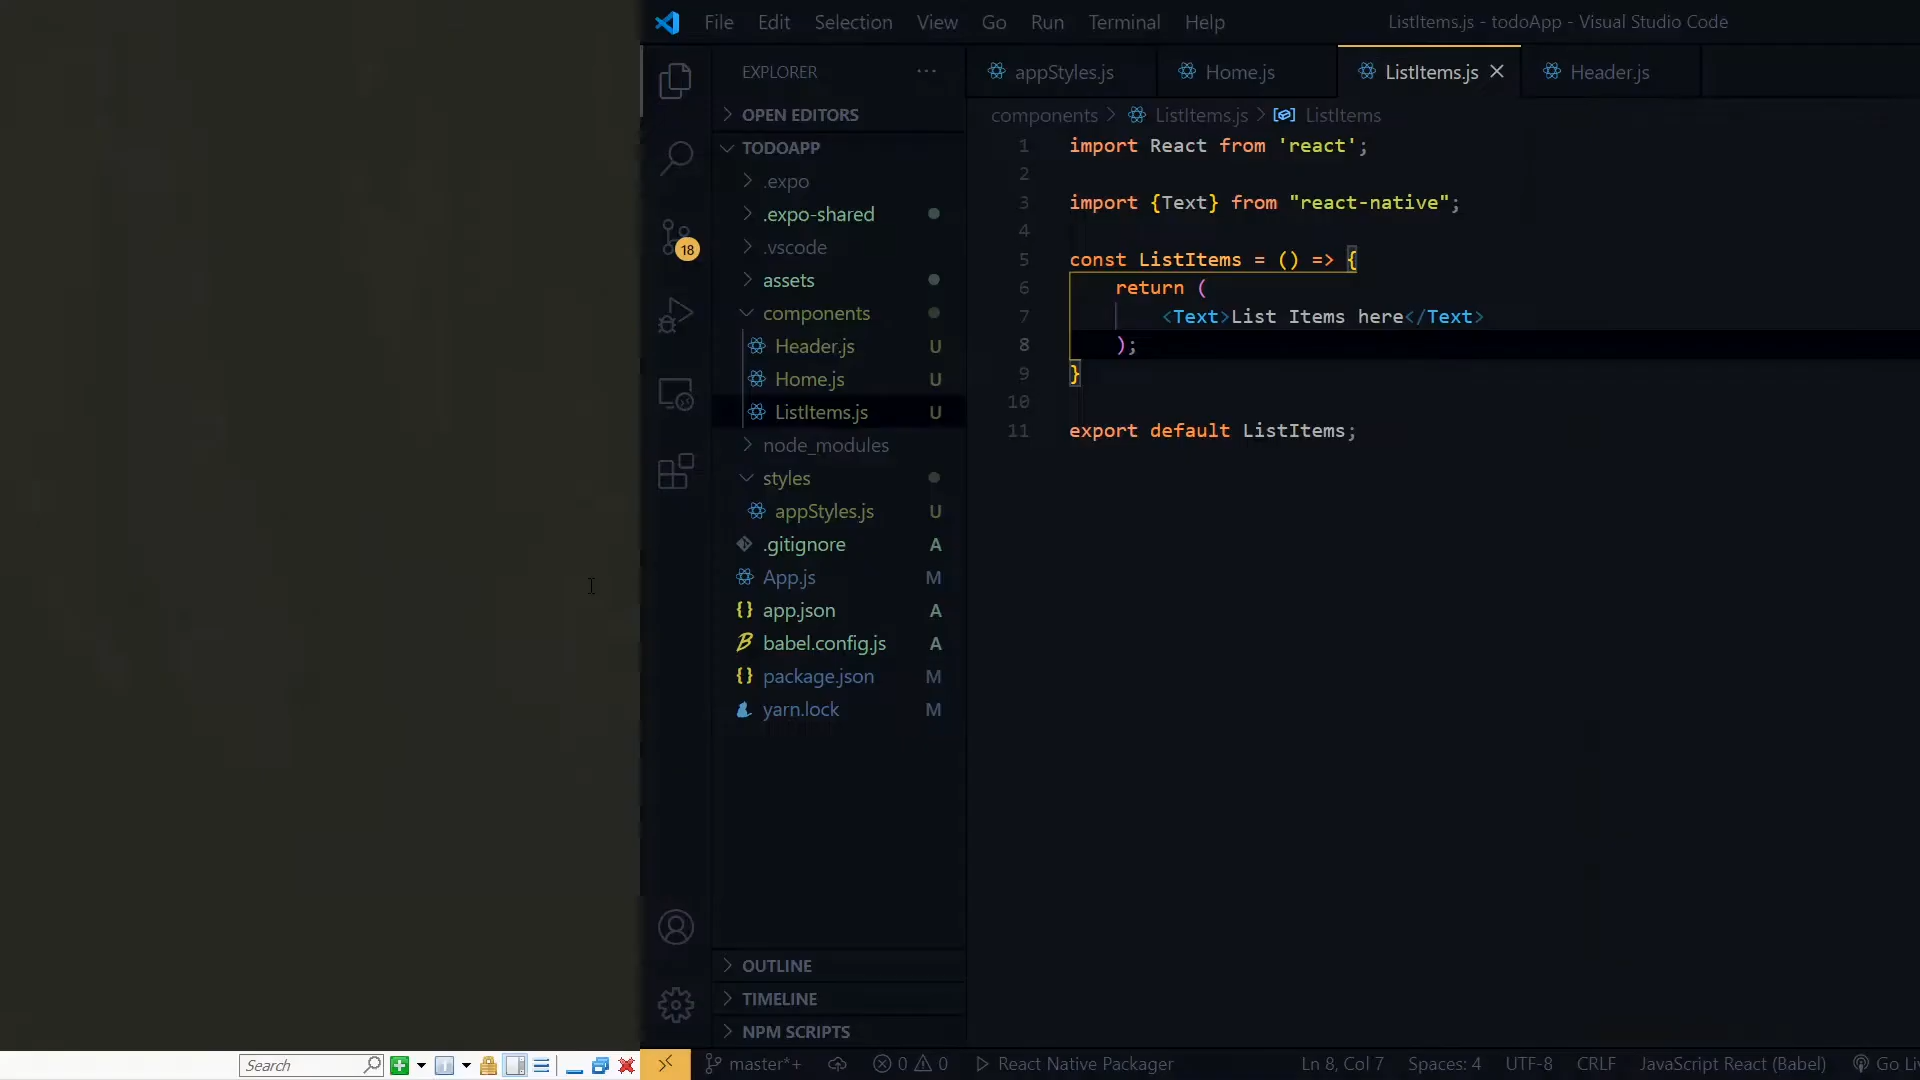 File Edit Selection View Go Run Terminal Help ListItems.js - todoApp - Visual Studio Code
EXPLORER
appStyles.js Home.js ListItems.js Header.js
OPEN EDITORS
components > ListItems.js > ListItems
TODOAPP
.expo
.expo-shared
.vscode
assets
components
Header.js U
Home.js U
ListItems.js U
node_modules
styles
appStyles.js U
.gitignore A
App.js M
app.json A
babel.config.js A
package.json M
yarn.lock M
18
1 import React from 'react';
2
3 import {Text} from "react-native";
4
5 const ListItems = () => {
6 return (
7 <Text>List Items here</Text>
8 );
9 }
10
11 export default ListItems;
OUTLINE
TIMELINE
NPM SCRIPTS
Search
master*+ 0 0 React Native Packager Ln 8, Col 7 Spaces: 4 UTF-8 CRLF JavaScript React (Babel) Go